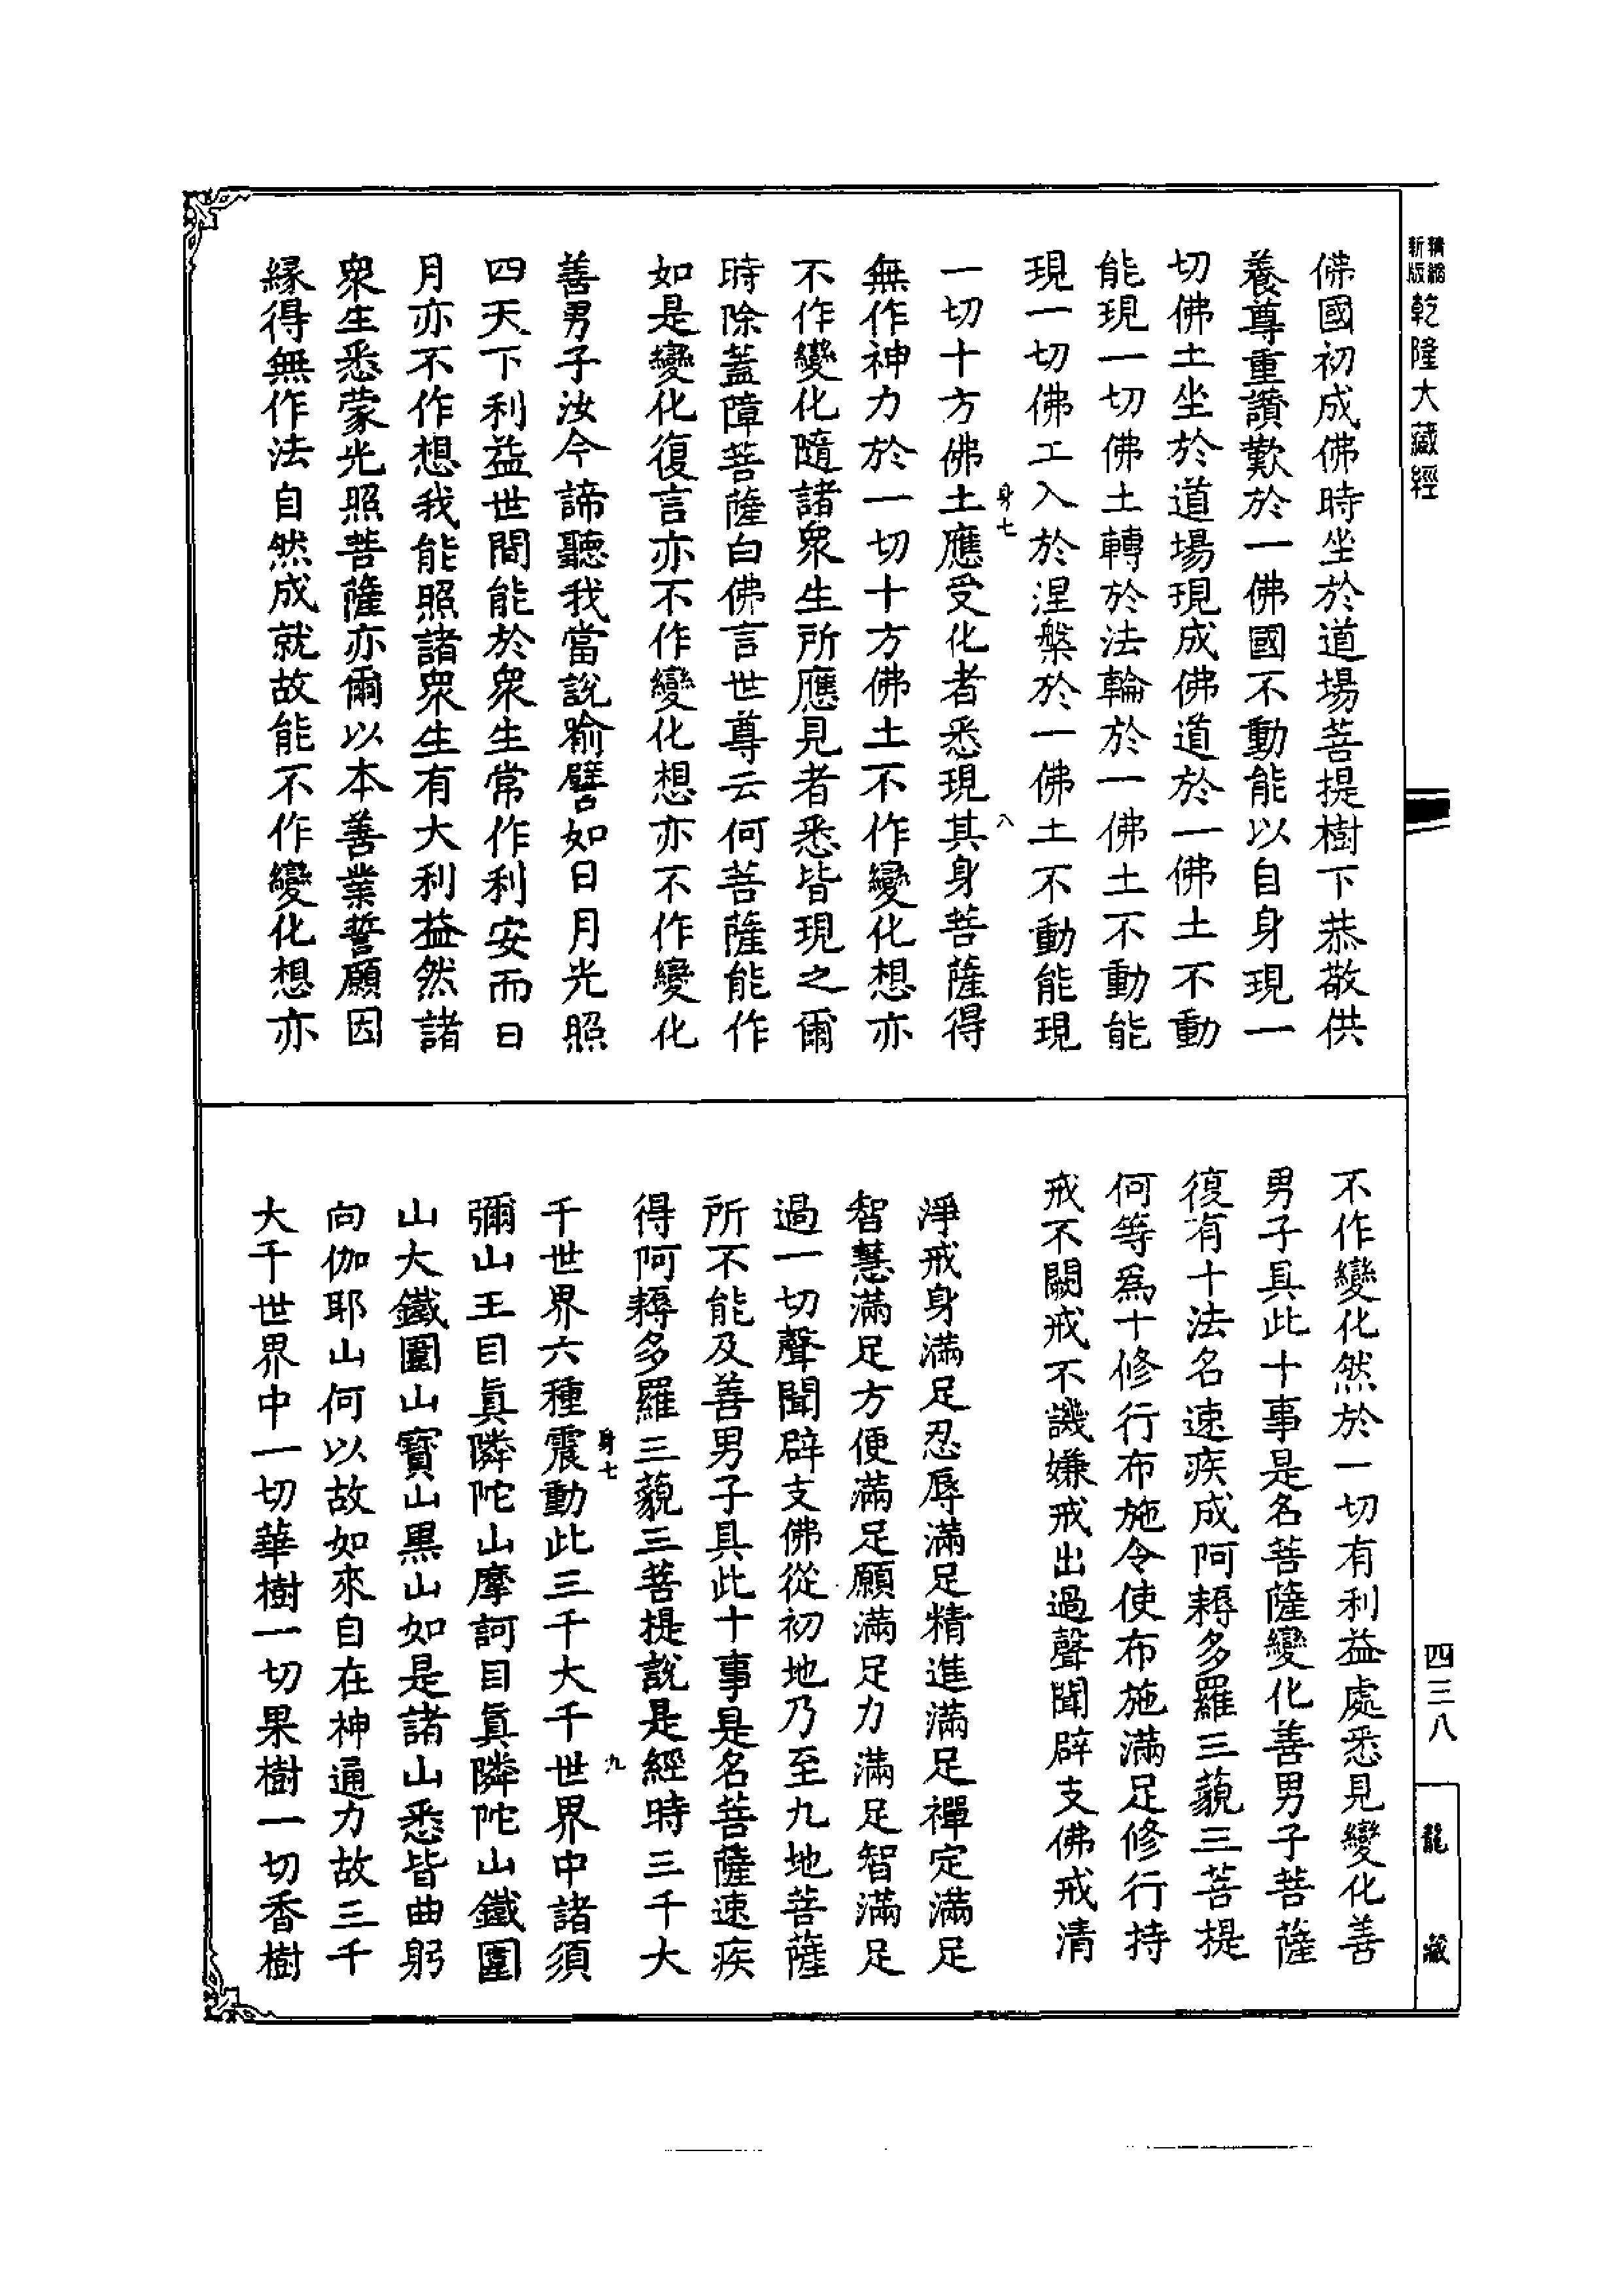 精縮新版
乾隆大藏經
佛國初成佛時坐於道場菩提樹下恭敬供
養尊重讚歎於一佛國不動能以自身現一
切佛土坐於道場現成佛道於一佛土不動
能現一切佛土轉於法輪於一佛土不動能
現一切佛工入於涅槃於一佛土不動能現
身七
八
一切十方佛土應受化者悉現其身菩薩得
無作神力於一切十方佛土不作變化想亦
不作變化隨諸衆生所應見者悉皆現之爾
時除蓋障菩薩白佛言世尊云何菩薩能作
如是變化復言亦不作變化想亦不作變化
善男子汝今諦聽我當說喻譬如日月光照
四天下利益世間能於衆生常作利安而日
月亦不作想我能照諸衆生有大利益然諸
衆生悉蒙光照菩薩亦爾以本善業誓願因
緣得無作法自然成就故能不作變化想亦
不作變化然於一切有利益處悉見變化善
男子具此十事是名菩薩變化善男子菩薩
復有十法名速疾成阿耨多羅三藐三菩提
何等爲十修行布施令使布施滿足修行持
戒不闕戒不譏嫌戒出過聲聞辟支佛戒清
淨戒身滿足忍辱滿足精進滿足禪定滿足
智慧滿足方便滿足願滿足力滿足智滿足
過一切聲聞辟支佛從初地乃至九地菩薩
所不能及善男子具此十事是名菩薩速疾
得阿耨多羅三藐三菩提說是經時三千大
身七
九
千世界六種震動此三千大千世界中諸須
彌山王目眞隣陀山摩訶目眞隣陀山鐵圍
山大鐵圍山寶山黑山如是諸山悉皆曲躬
向伽耶山何以故如來自在神通力故三千
大千世界中一切華樹一切果樹一切香樹
四三八
龍藏